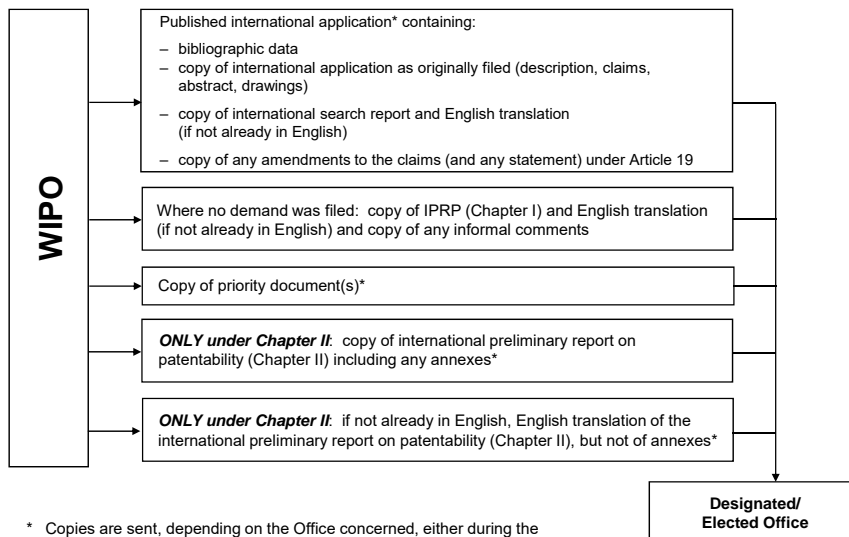 WIPO
Published international application* containing:
– bibliographic data
– copy of international application as originally filed (description, claims,
abstract, drawings)
– copy of international search report and English translation
(if not already in English)
– copy of any amendments to the claims (and any statement) under Article 19
Where no demand was filed: copy of IPRP (Chapter I) and English translation
(if not already in English) and copy of any informal comments
Copy of priority document(s)*
ONLY under Chapter II: copy of international preliminary report on
patentability (Chapter II) including any annexes*
ONLY under Chapter II: if not already in English, English translation of the
international preliminary report on patentability (Chapter II), but not of annexes*
Designated/
Elected Office
* Copies are sent, depending on the Office concerned, either during the